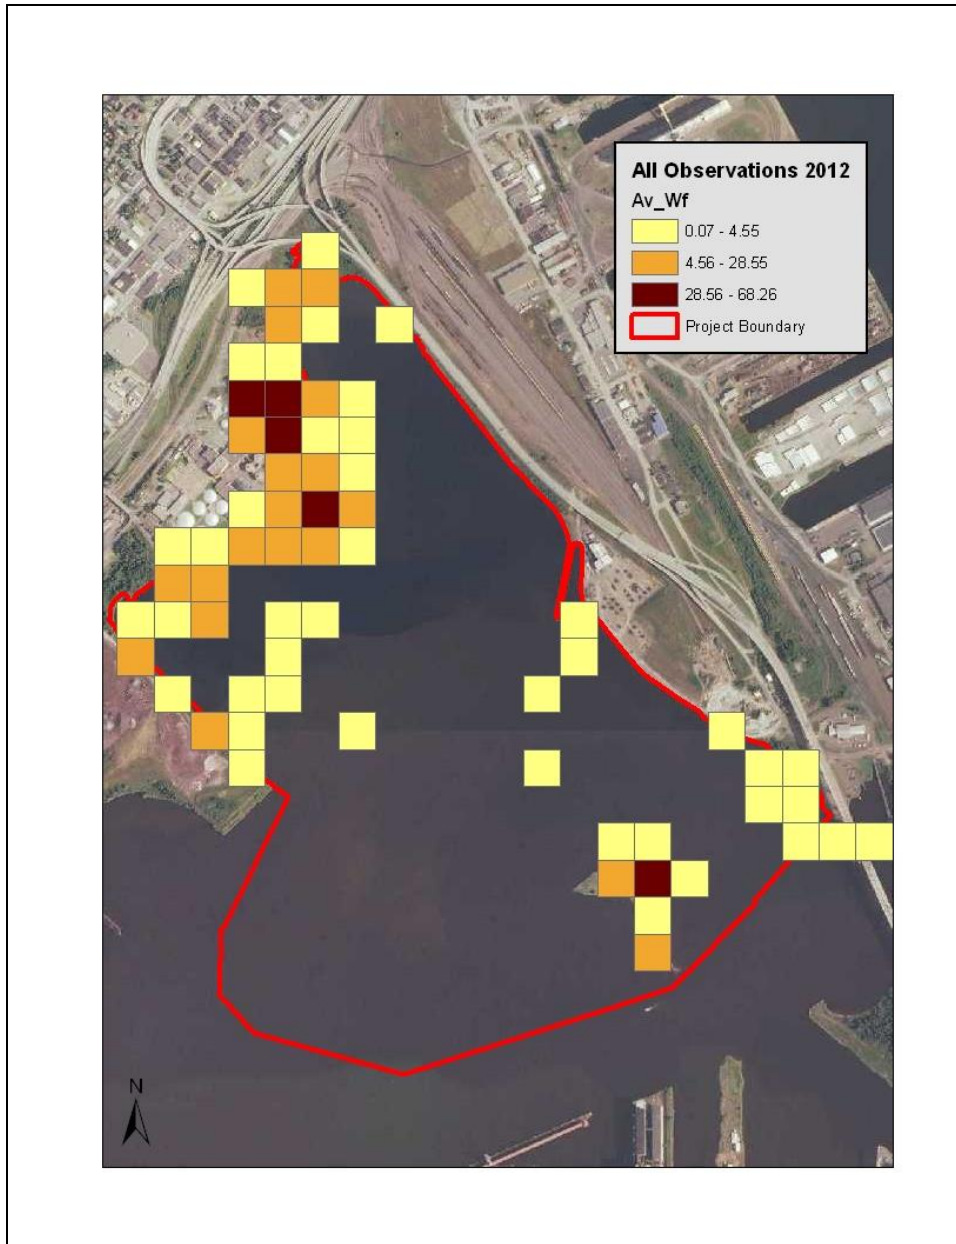 All Observations 2012
Av_Wf
0.07 - 4.55
4.56 - 28.55
28.56 - 68.26
Project Boundary
N